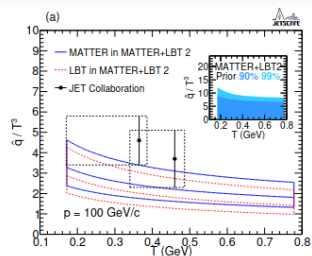 (a)
JETSCAPE
10
9
8
7
6
5
4
3
2
1
0
q̂ / T³
MATTER in MATTER+LBT 2
LBT in MATTER+LBT 2
JET Collaboration
MATTER+LBT2
Prior 90% 99%
20
15
10
5
0
q̂ / T³
0.2 0.4 0.6 0.8
T (GeV)
p = 100 GeV/c
0.1 0.2 0.3 0.4 0.5 0.6 0.7 0.8
T (GeV)